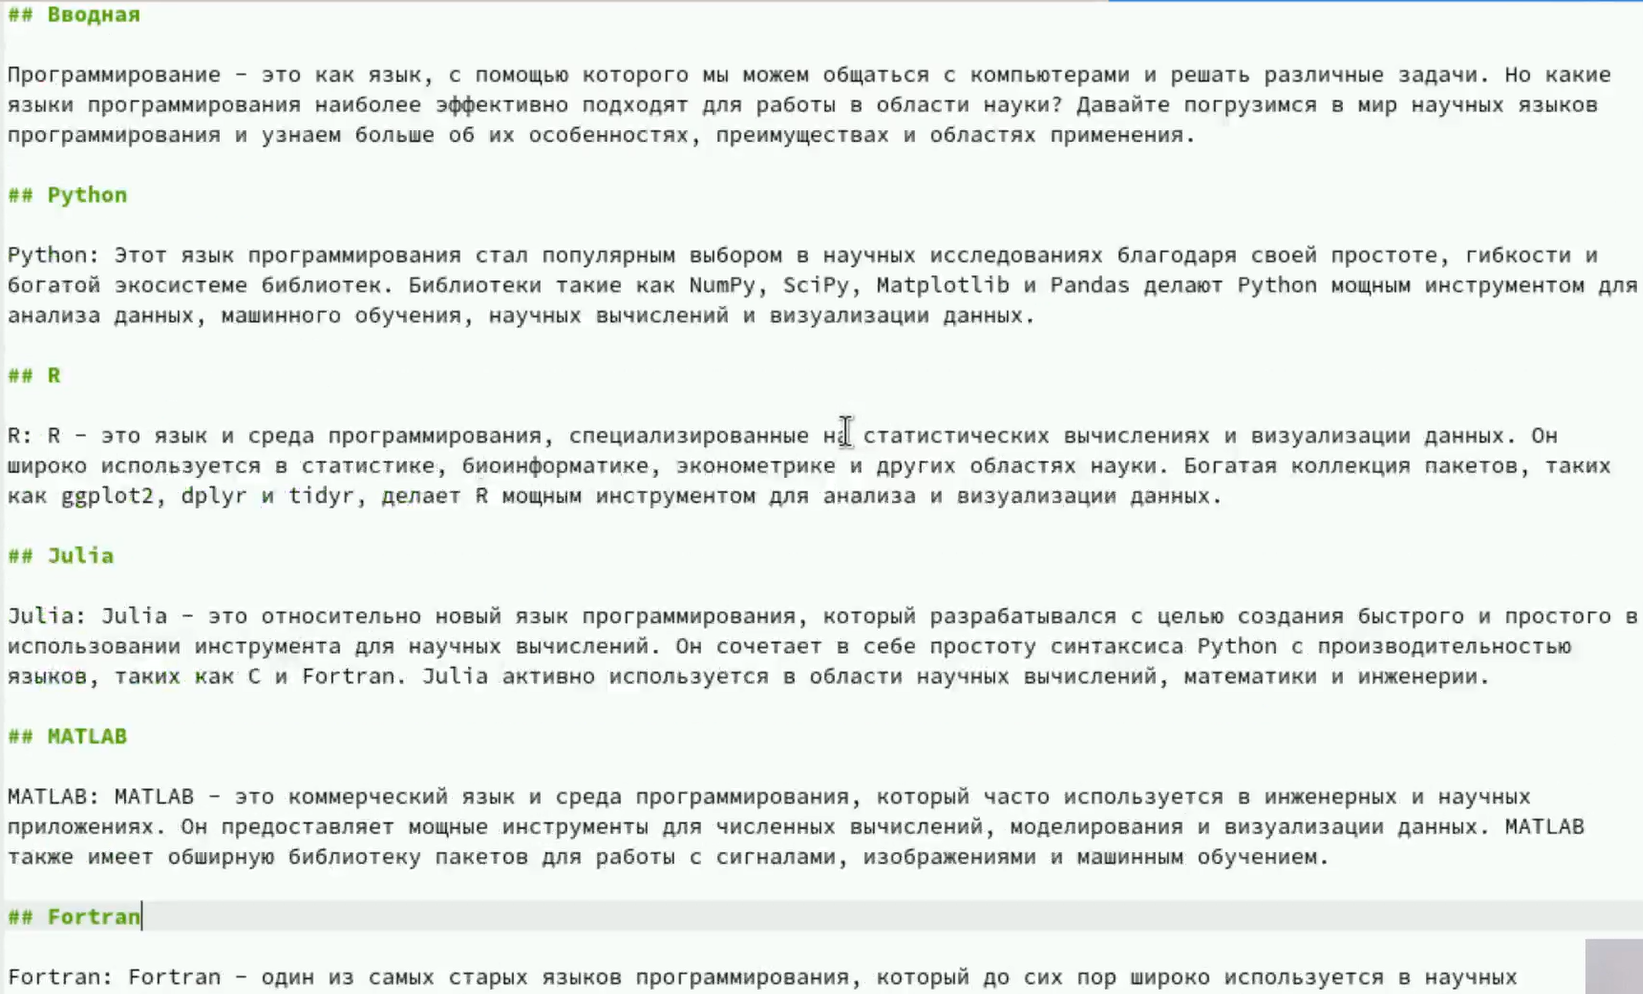 ## Вводная
Программирование – это как язык, с помощью которого мы можем общаться с компьютерами и решать различные задачи. Но какие
языки программирования наиболее эффективно подходят для работы в области науки? Давайте погрузимся в мир научных языков
программирования и узнаем больше об их особенностях, преимуществах и областях применения.
## Python
Python: Этот язык программирования стал популярным выбором в научных исследованиях благодаря своей простоте, гибкости и
богатой экосистеме библиотек. Библиотеки такие как NumPy, SciPy, Matplotlib и Pandas делают Python мощным инструментом для
анализа данных, машинного обучения, научных вычислений и визуализации данных.
## R
R: R – это язык и среда программирования, специализированные на статистических вычислениях и визуализации данных. Он
широко используется в статистике, биоинформатике, эконометрике и других областях науки. Богатая коллекция пакетов, таких
как ggplot2, dplyr и tidyr, делает R мощным инструментом для анализа и визуализации данных.
## Julia
Julia: Julia – это относительно новый язык программирования, который разрабатывался с целью создания быстрого и простого в
использовании инструмента для научных вычислений. Он сочетает в себе простоту синтаксиса Python с производительностью
языков, таких как C и Fortran. Julia активно используется в области научных вычислений, математики и инженерии.
## MATLAB
MATLAB: MATLAB – это коммерческий язык и среда программирования, который часто используется в инженерных и научных
приложениях. Он предоставляет мощные инструменты для численных вычислений, моделирования и визуализации данных. MATLAB
также имеет обширную библиотеку пакетов для работы с сигналами, изображениями и машинным обучением.
## Fortran
Fortran: Fortran – один из самых старых языков программирования, который до сих пор широко используется в научных